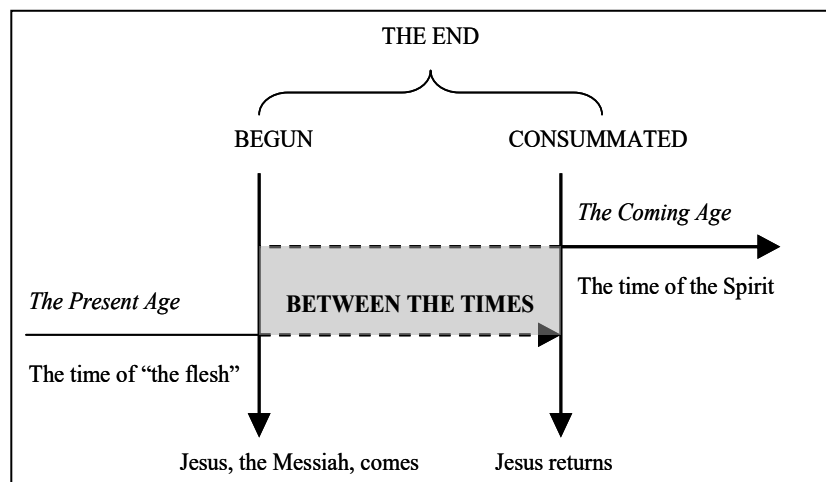 THE END
BEGUN
CONSUMMATED
The Coming Age
The time of the Spirit
The Present Age
BETWEEN THE TIMES
The time of “the flesh”
Jesus, the Messiah, comes
Jesus returns